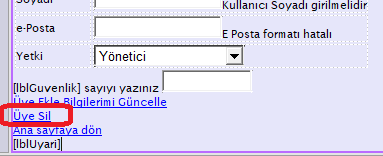 Soyadı
Kullanıcı Soyadı girilmelidir
e-Posta
E Posta formatı hatalı
Yetki Yönetici
[lblGuvenlik] sayıyı yazınız
Üye Ekle Bilgilerimi Güncelle
Üye Sil
Ana sayfaya dön
[lblUyari]